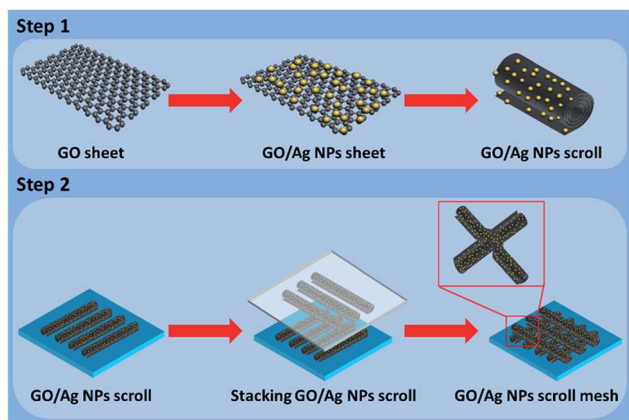 Step 1
GO sheet
GO/Ag NPs sheet
GO/Ag NPs scroll
Step 2
GO/Ag NPs scroll
Stacking GO/Ag NPs scroll
GO/Ag NPs scroll mesh